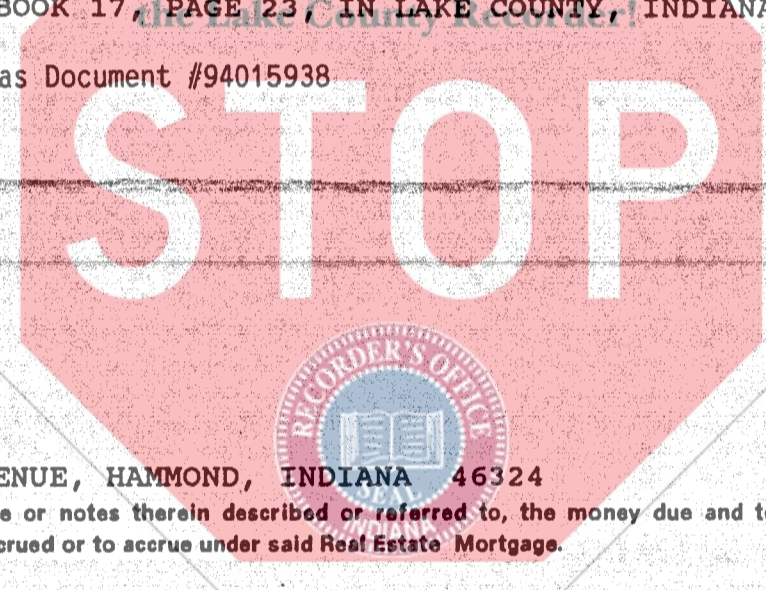 BOOK 17, PAGE 23, IN LAKE COUNTY, INDIANA
the Lake County Recorder!
as Document #94015938
STOP
RECORDER'S OFFICE
SEAL
INDIANA
ENUE, HAMMOND, INDIANA 46324
e or notes therein described or referred to, the money due and t
crued or to accrue under said Real Estate Mortgage.